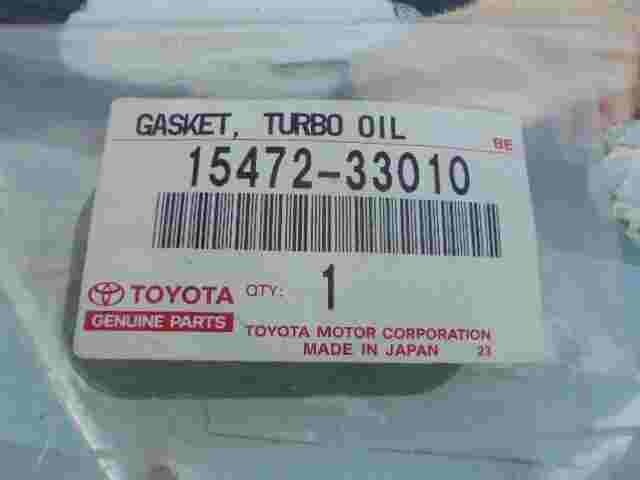 GASKET, TURBO OIL
BE
15472-33010
TOYOTA QTY: 1
GENUINE PARTS
TOYOTA MOTOR CORPORATION
MADE IN JAPAN 23